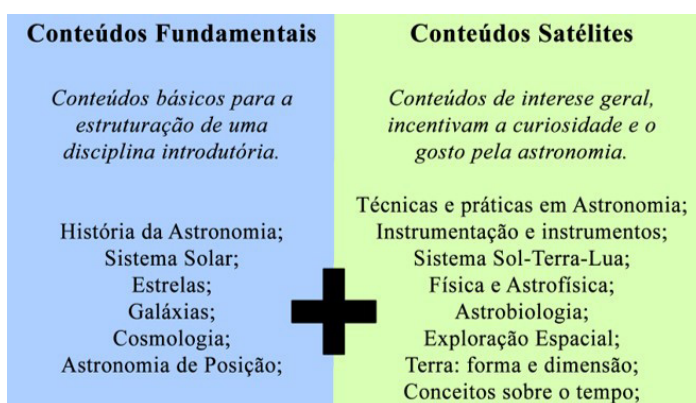 Conteúdos Fundamentais
Conteúdos básicos para a
estruturação de uma
disciplina introdutória.
História da Astronomia;
Sistema Solar;
Estrelas;
Galáxias;
Cosmologia;
Astronomia de Posição;
Conteúdos Satélites
Conteúdos de interesse geral,
incentivam a curiosidade e o
gosto pela astronomia.
Técnicas e práticas em Astronomia;
Instrumentação e instrumentos;
Sistema Sol-Terra-Lua;
Física e Astrofísica;
Astrobiologia;
Exploração Espacial;
Terra: forma e dimensão;
Conceitos sobre o tempo;